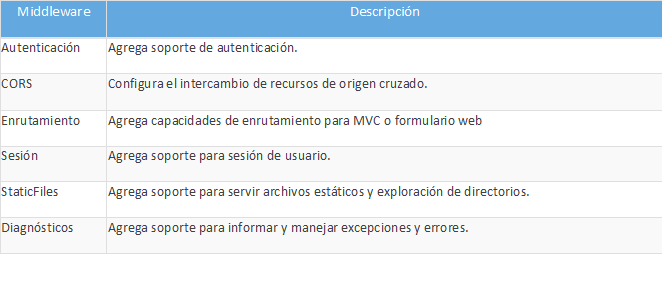 Middleware Descripción
Autenticación Agrega soporte de autenticación.
CORS Configura el intercambio de recursos de origen cruzado.
Enrutamiento Agrega capacidades de enrutamiento para MVC o formulario web
Sesión Agrega soporte para sesión de usuario.
StaticFiles Agrega soporte para servir archivos estáticos y exploración de directorios.
Diagnósticos Agrega soporte para informar y manejar excepciones y errores.